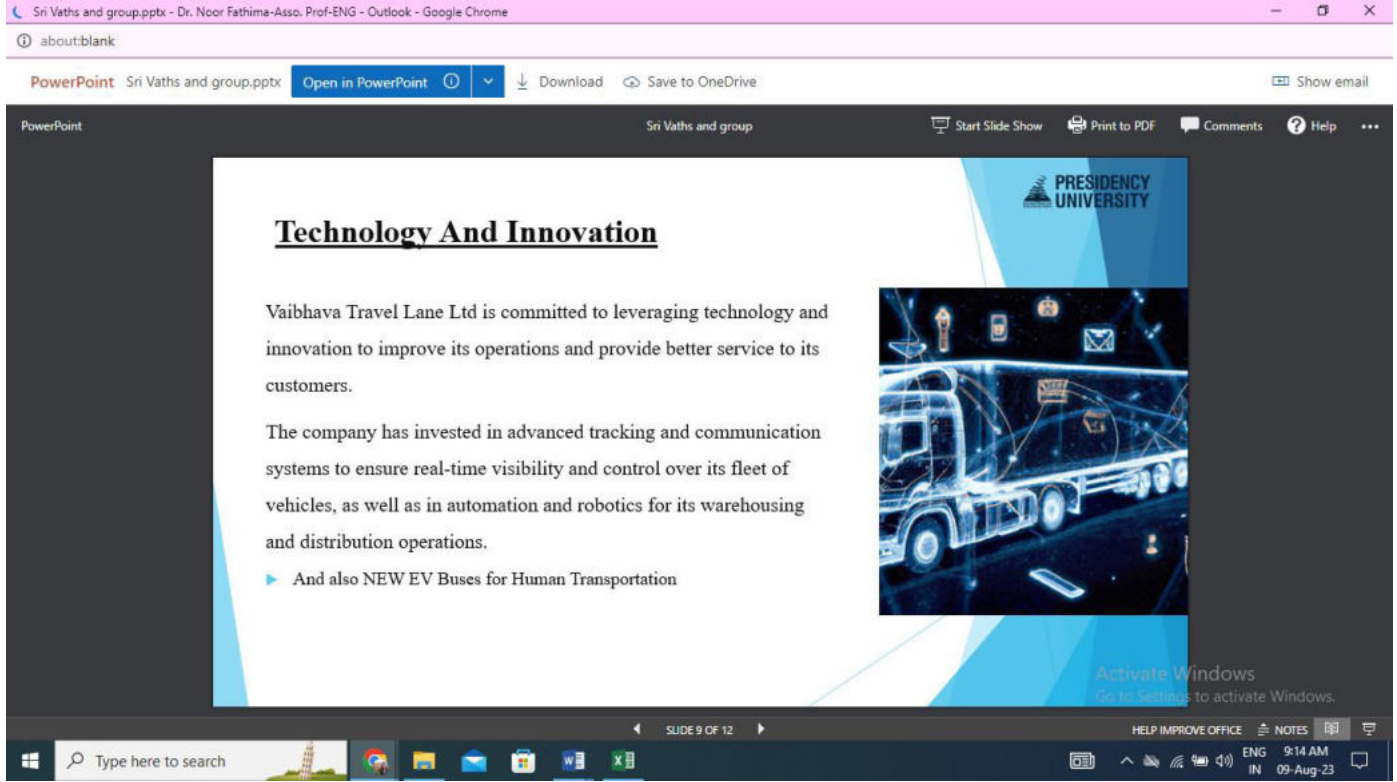 Sri Vaths and group.pptx - Dr. Noor Fathima-Asso. Prof-ENG - Outlook - Google Chrome
about:blank
PowerPoint Sri Vaths and group.pptx Open in PowerPoint Download Save to OneDrive Show email
PowerPoint Sri Vaths and group Start Slide Show Print to PDF Comments Help
PRESIDENCY
UNIVERSITY
Technology And Innovation
Vaibhava Travel Lane Ltd is committed to leveraging technology and
innovation to improve its operations and provide better service to its
customers.
The company has invested in advanced tracking and communication
systems to ensure real-time visibility and control over its fleet of
vehicles, as well as in automation and robotics for its warehousing
and distribution operations.
And also NEW EV Buses for Human Transportation
Activate Windows
Go to Settings to activate Windows.
SLIDE 9 OF 12 HELP IMPROVE OFFICE NOTES
Type here to search
ENG 9:14 AM
IN 09-Aug-23